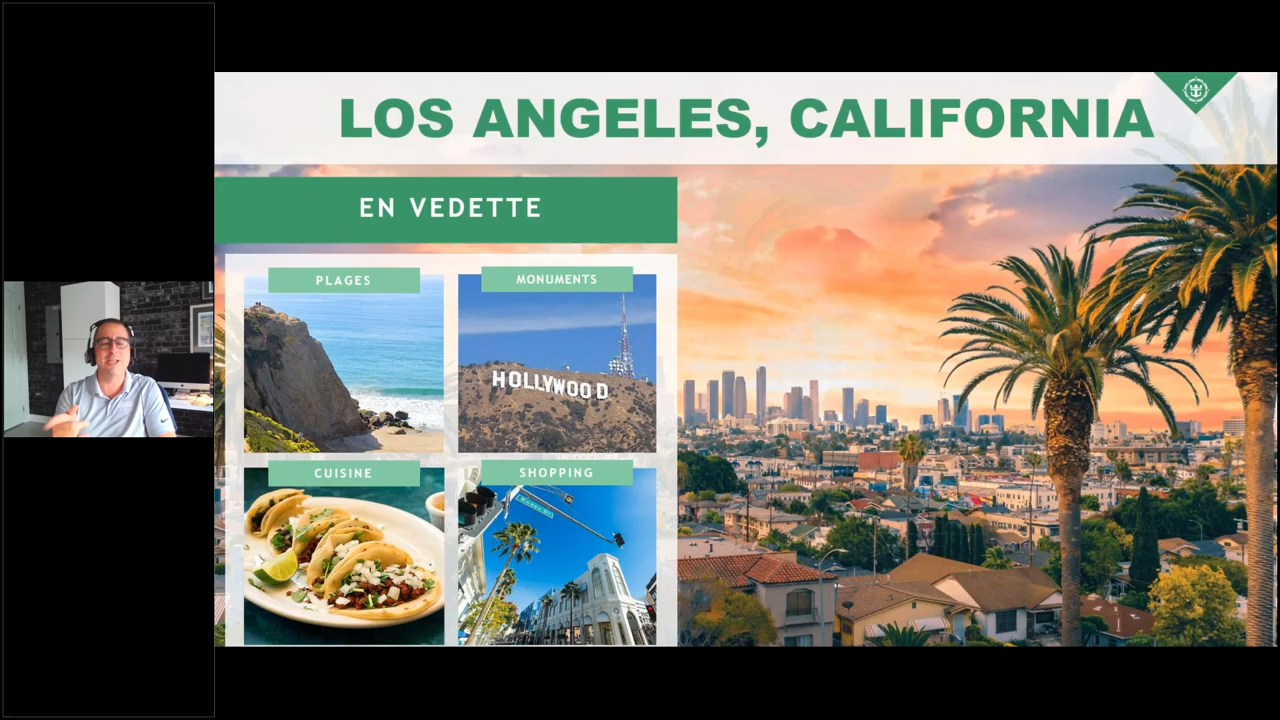 LOS ANGELES, CALIFORNIA
EN VEDETTE
PLAGES
MONUMENTS
HOLLYWOOD
CUISINE
SHOPPING